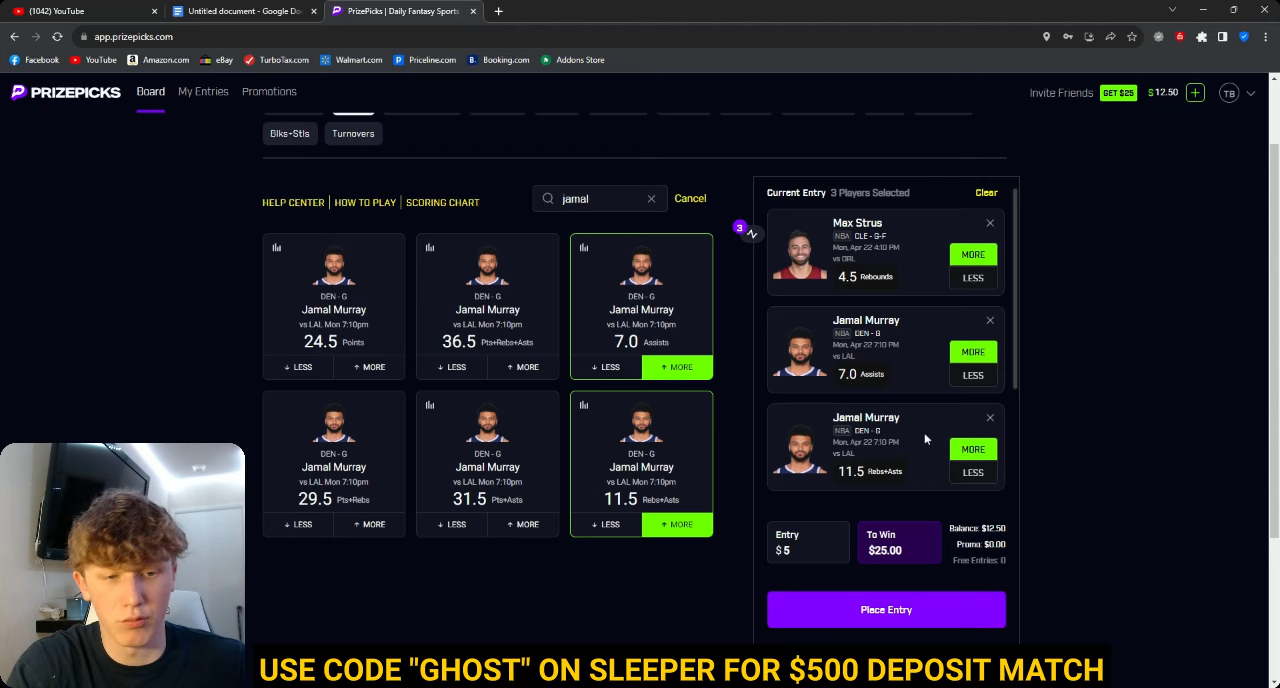 (1042) YouTube
Untitled document - Google Do
PrizePicks | Daily Fantasy Sports
app.prizepicks.com
Facebook
YouTube
Amazon.com
eBay
TurboTax.com
Walmart.com
Priceline.com
Booking.com
Addons Store
PRIZEPICKS
Board
My Entries
Promotions
Invite Friends
GET $25
$ 12.50
TB
Blks-Stls
Turnovers
HELP CENTER
HOW TO PLAY
SCORING CHART
jamal
Cancel
DEN - G
Jamal Murray
vs LAL Mon 7:10pm
24.5 Points
LESS
MORE
DEN - G
Jamal Murray
vs LAL Mon 7:10pm
36.5 Pts+Rebs+Asts
LESS
MORE
DEN - G
Jamal Murray
vs LAL Mon 7:10pm
7.0 Assists
LESS
MORE
DEN - G
Jamal Murray
vs LAL Mon 7:10pm
29.5 Pts+Rebs
LESS
MORE
DEN - G
Jamal Murray
vs LAL Mon 7:10pm
31.5 Pts+Asts
LESS
MORE
DEN - G
Jamal Murray
vs LAL Mon 7:10pm
11.5 Rebs+Asts
LESS
MORE
3
Current Entry 3 Players Selected
Clear
Max Strus
NBA CLE - G-F
Mon, Apr 22 4:10 PM
vs ORL
4.5 Rebounds
MORE
LESS
Jamal Murray
NBA DEN - G
Mon, Apr 22 7:10 PM
vs LAL
7.0 Assists
MORE
LESS
Jamal Murray
NBA DEN - G
Mon, Apr 22 7:10 PM
vs LAL
11.5 Rebs+Asts
MORE
LESS
Entry
$ 5
To Win
$25.00
Balance: $12.50
Promo: $0.00
Free Entries: 0
Place Entry
USE CODE "GHOST" ON SLEEPER FOR $500 DEPOSIT MATCH